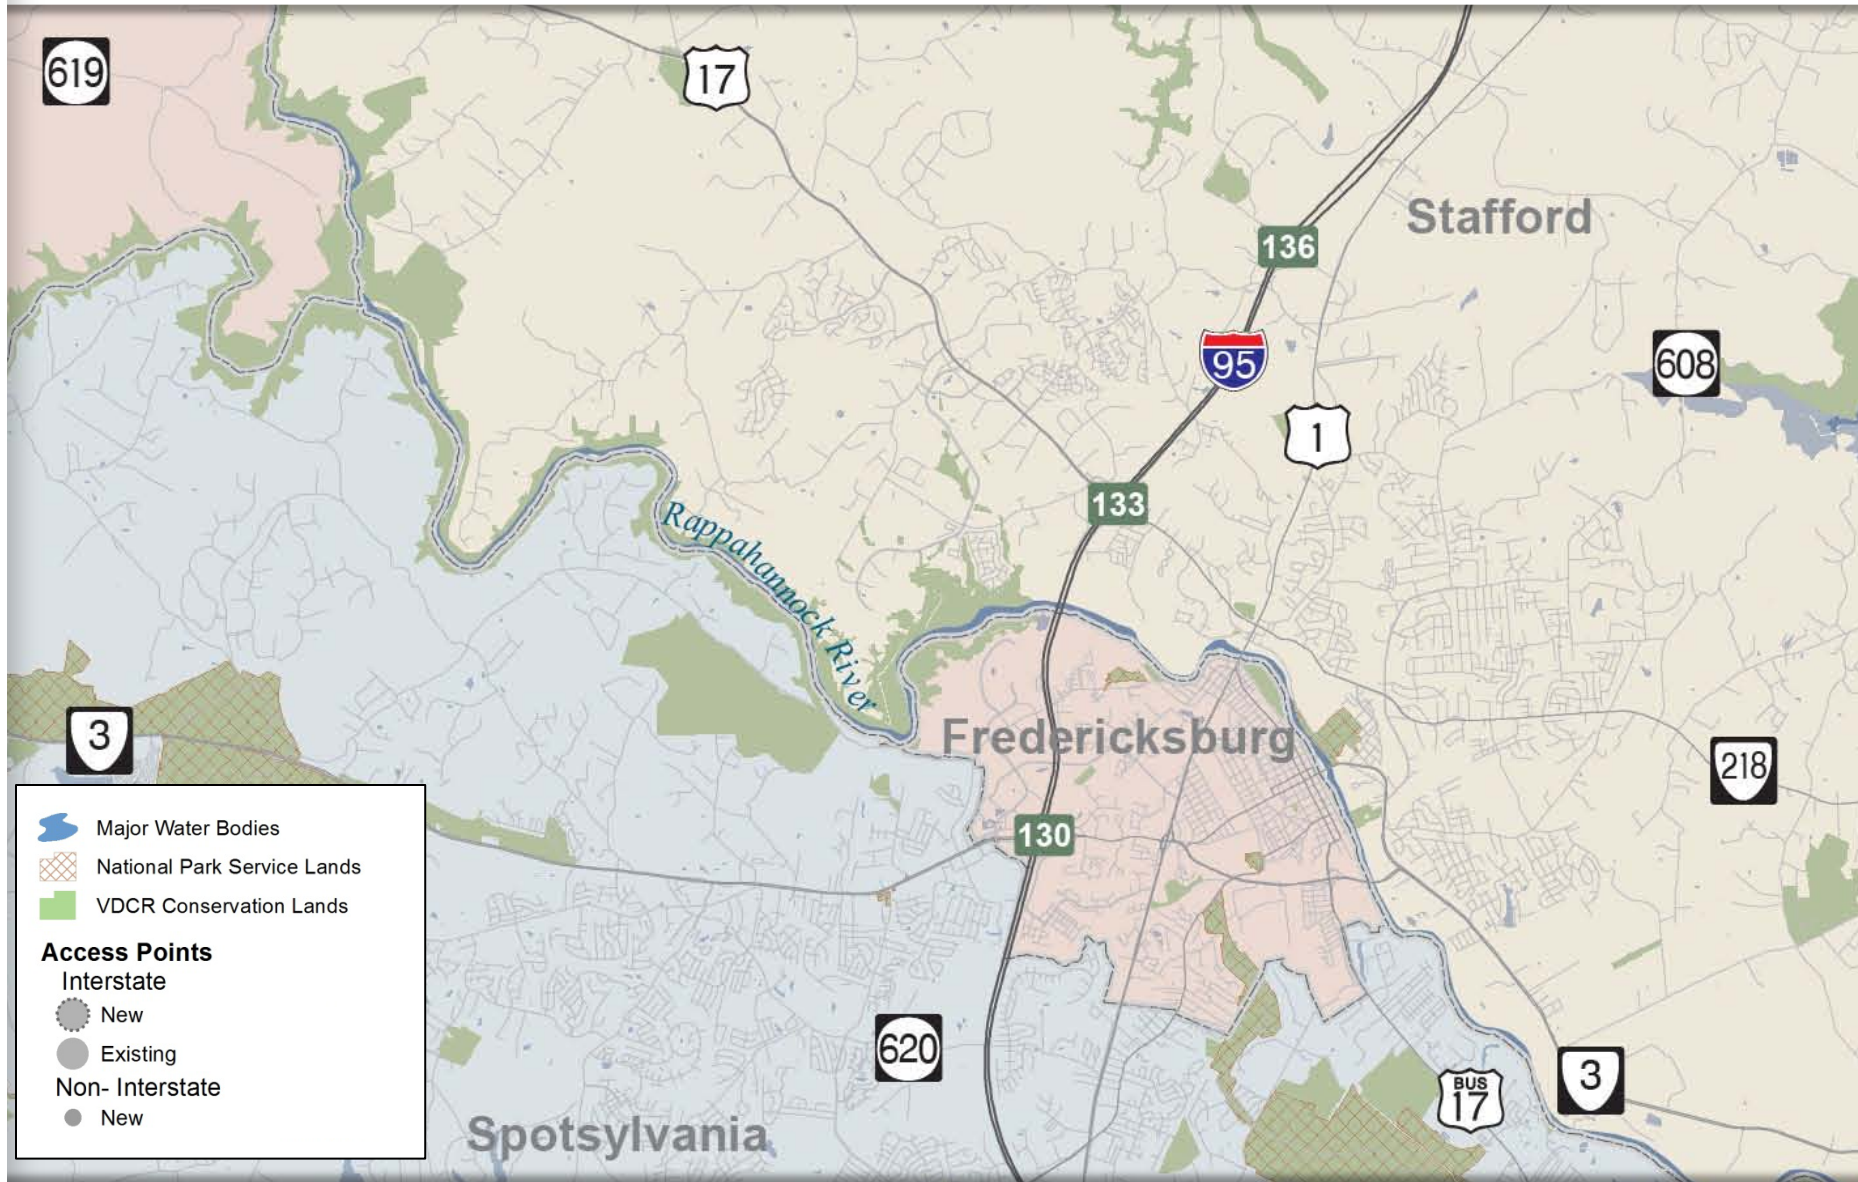 619
17
Stafford
136
95
608
1
133
Rappahannock River
3
Fredericksburg
218
130
Major Water Bodies
National Park Service Lands
VDCR Conservation Lands
Access Points
Interstate
New
Existing
Non- Interstate
New
620
BUS
17
3
Spotsylvania